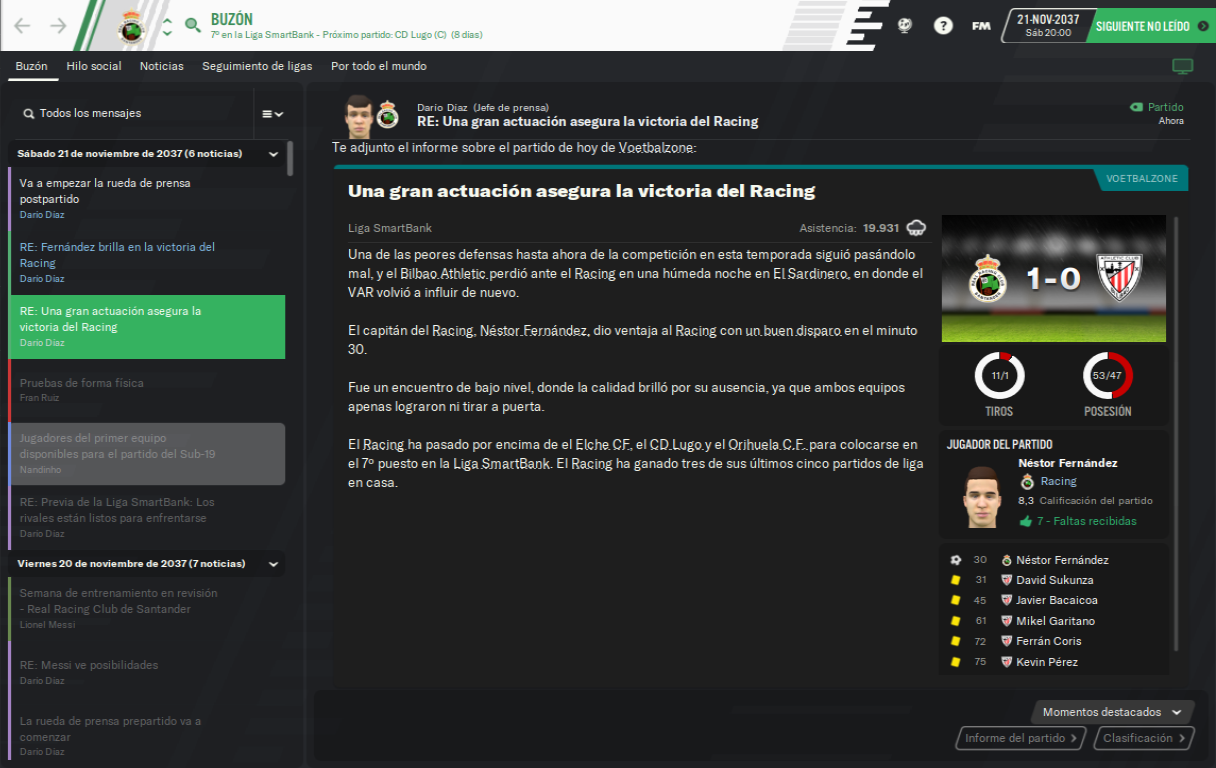 BUZÓN
7º en la Liga SmartBank - Próximo partido: CD Lugo (C) (8 días)
?
FM
21-NOV-2037
Sáb 20:00
SIGUIENTE NO LEÍDO
Buzón
Hilo social
Noticias
Seguimiento de ligas
Por todo el mundo
Todos los mensajes
Sábado 21 de noviembre de 2037 (6 noticias)
Va a empezar la rueda de prensa
postpartido
Darío Díaz
RE: Fernández brilla en la victoria del
Racing
Darío Díaz
RE: Una gran actuación asegura la
victoria del Racing
Darío Díaz
Pruebas de forma física
Fran Ruiz
Jugadores del primer equipo
disponibles para el partido del Sub-19
Nandinho
RE: Previa de la Liga SmartBank: Los
rivales están listos para enfrentarse
Darío Díaz
Viernes 20 de noviembre de 2037 (7 noticias)
Semana de entrenamiento en revisión
- Real Racing Club de Santander
Lionel Messi
RE: Messi ve posibilidades
Darío Díaz
La rueda de prensa prepartido va a
comenzar
Darío Díaz
Darío Díaz (Jefe de prensa)
RE: Una gran actuación asegura la victoria del Racing
Partido
Ahora
Te adjunto el informe sobre el partido de hoy de Voetbalzone:
VOETBALZONE
Una gran actuación asegura la victoria del Racing
Liga SmartBank
Asistencia: 19.931
Una de las peores defensas hasta ahora de la competición en esta temporada siguió pasándolo
mal, y el Bilbao Athletic perdió ante el Racing en una húmeda noche en El Sardinero, en donde el
VAR volvió a influir de nuevo.
El capitán del Racing, Néstor Fernández, dio ventaja al Racing con un buen disparo en el minuto
30.
Fue un encuentro de bajo nivel, donde la calidad brilló por su ausencia, ya que ambos equipos
apenas lograron ni tirar a puerta.
El Racing ha pasado por encima de el Elche CF, el CD Lugo y el Orihuela C.F. para colocarse en
el 7º puesto en la Liga SmartBank. El Racing ha ganado tres de sus últimos cinco partidos de liga
en casa.
1-0
11/1
53/47
TIROS
POSESIÓN
JUGADOR DEL PARTIDO
Néstor Fernández
Racing
8,3 Calificación del partido
7 - Faltas recibidas
30 Néstor Fernández
31 David Sukunza
45 Javier Bacaicoa
61 Mikel Garitano
72 Ferrán Coris
75 Kevin Pérez
Momentos destacados
Informe del partido
Clasificación